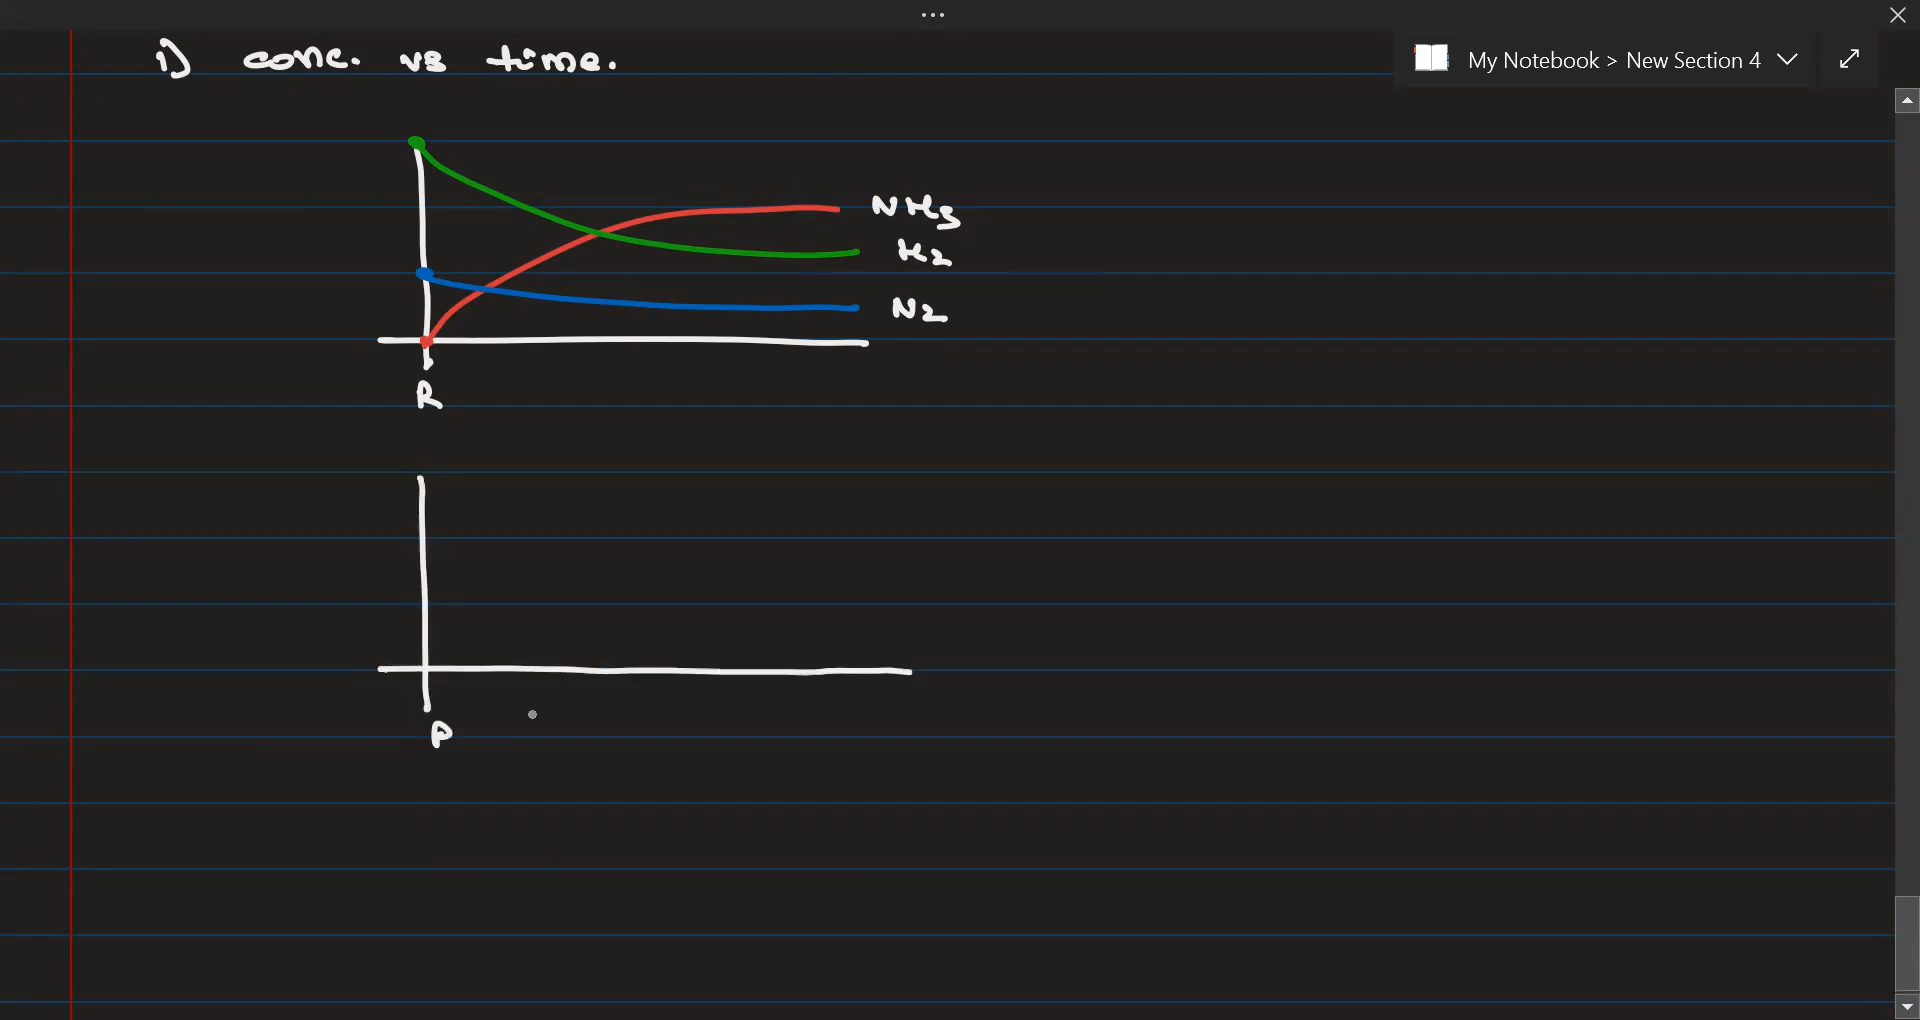 i) conc. vs time.
My Notebook > New Section 4
NH3
H2
N2
R
P